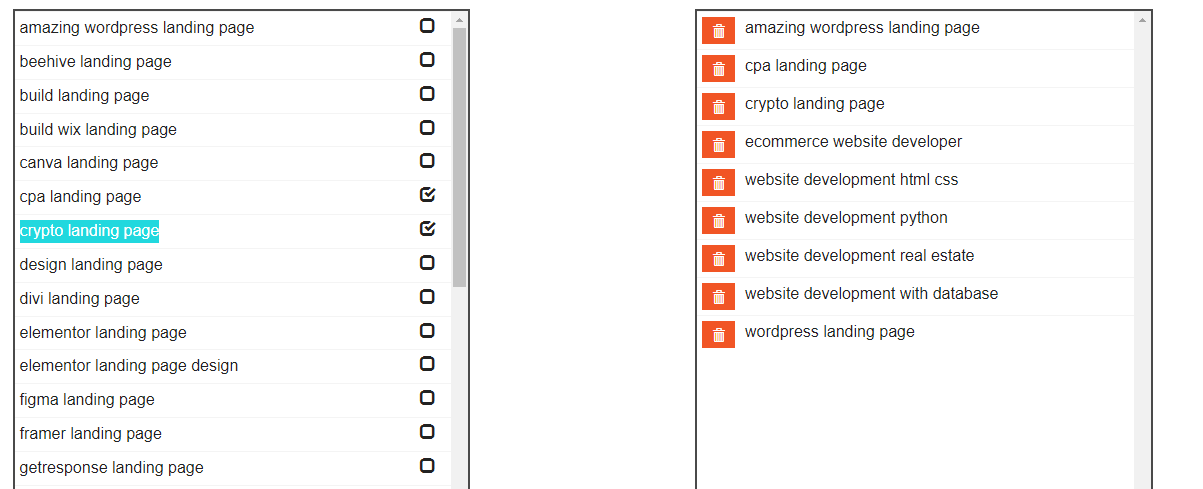 amazing wordpress landing page
beehive landing page
build landing page
build wix landing page
canva landing page
cpa landing page
crypto landing page
design landing page
divi landing page
elementor landing page
elementor landing page design
figma landing page
framer landing page
getresponse landing page
amazing wordpress landing page
cpa landing page
crypto landing page
ecommerce website developer
website development html css
website development python
website development real estate
website development with database
wordpress landing page